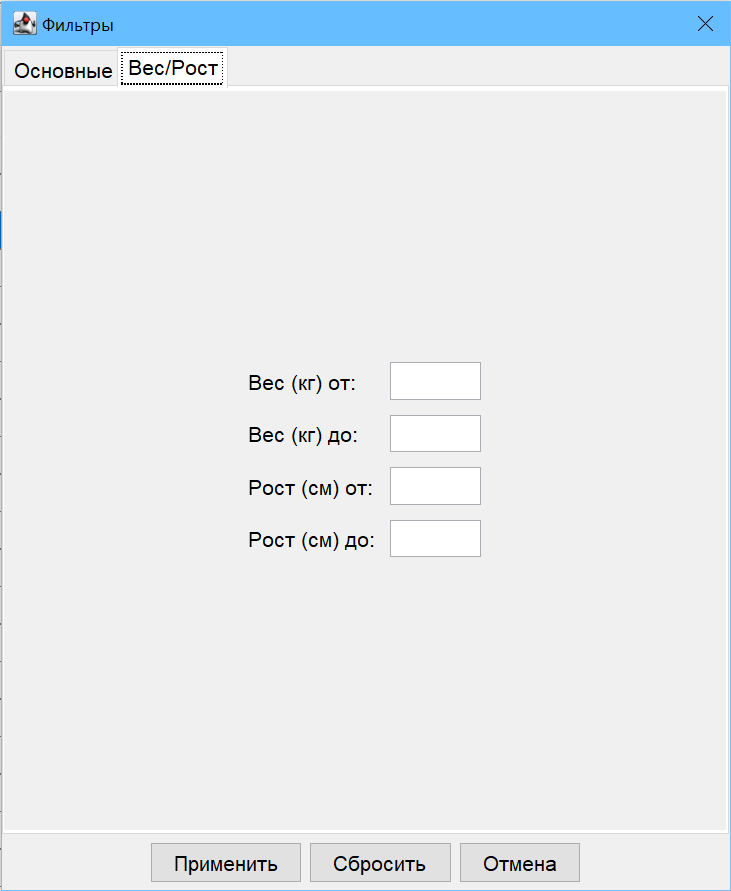 Фильтры
Основные Вес/Рост
Вес (кг) от:
Вес (кг) до:
Рост (см) от:
Рост (см) до:
Применить Сбросить Отмена